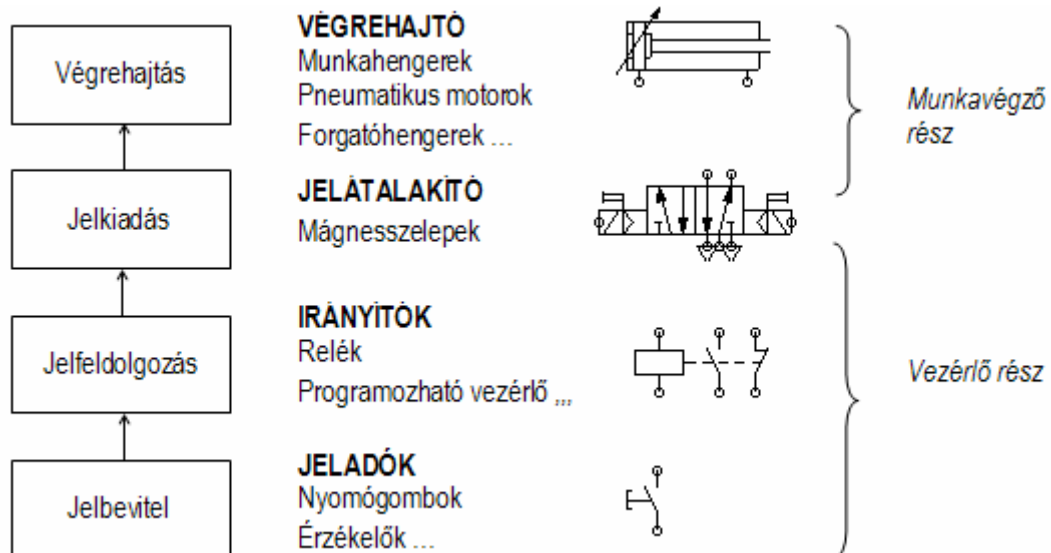 Végrehajtás
VÉGREHAJTÓ
Munkahengerek
Pneumatikus motorok
Forgatóhengerek ...
Munkavégző
rész
Jelkiadás
JELÁTALAKÍTÓ
Mágnesszelepek
Jelfeldolgozás
IRÁNYÍTÓK
Relék
Programozható vezérlő ,,,
Vezérlő rész
Jelbevitel
JELADÓK
Nyomógombok
Érzékelők ...